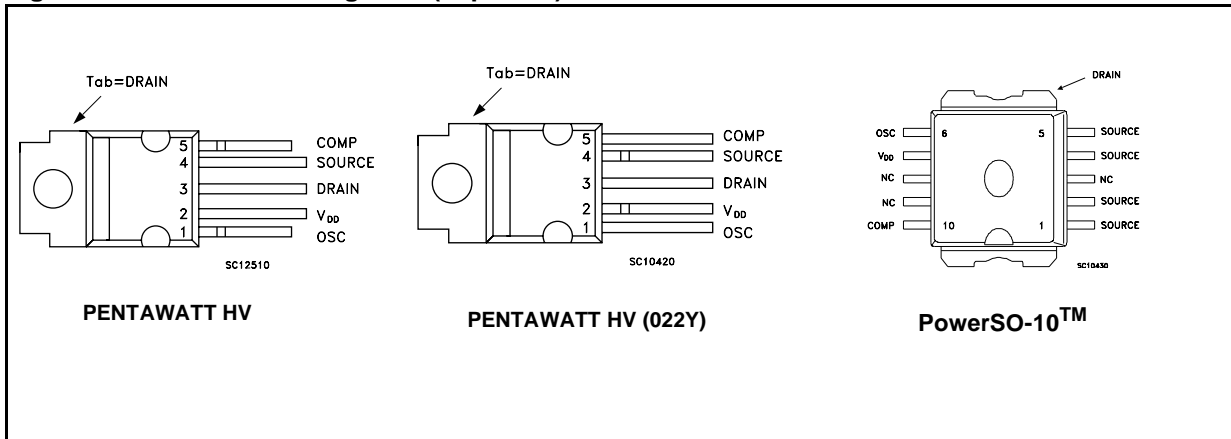 Tab=DRAIN
5 COMP
4 SOURCE
3 DRAIN
2 VDD
1 OSC
SC12510
PENTAWATT HV
Tab=DRAIN
5 COMP
4 SOURCE
3 DRAIN
2 VDD
1 OSC
SC10420
PENTAWATT HV (022Y)
DRAIN
OSC 6 5 SOURCE
VDD SOURCE
NC NC
NC SOURCE
COMP 10 1 SOURCE
SC10430
PowerSO-10TM